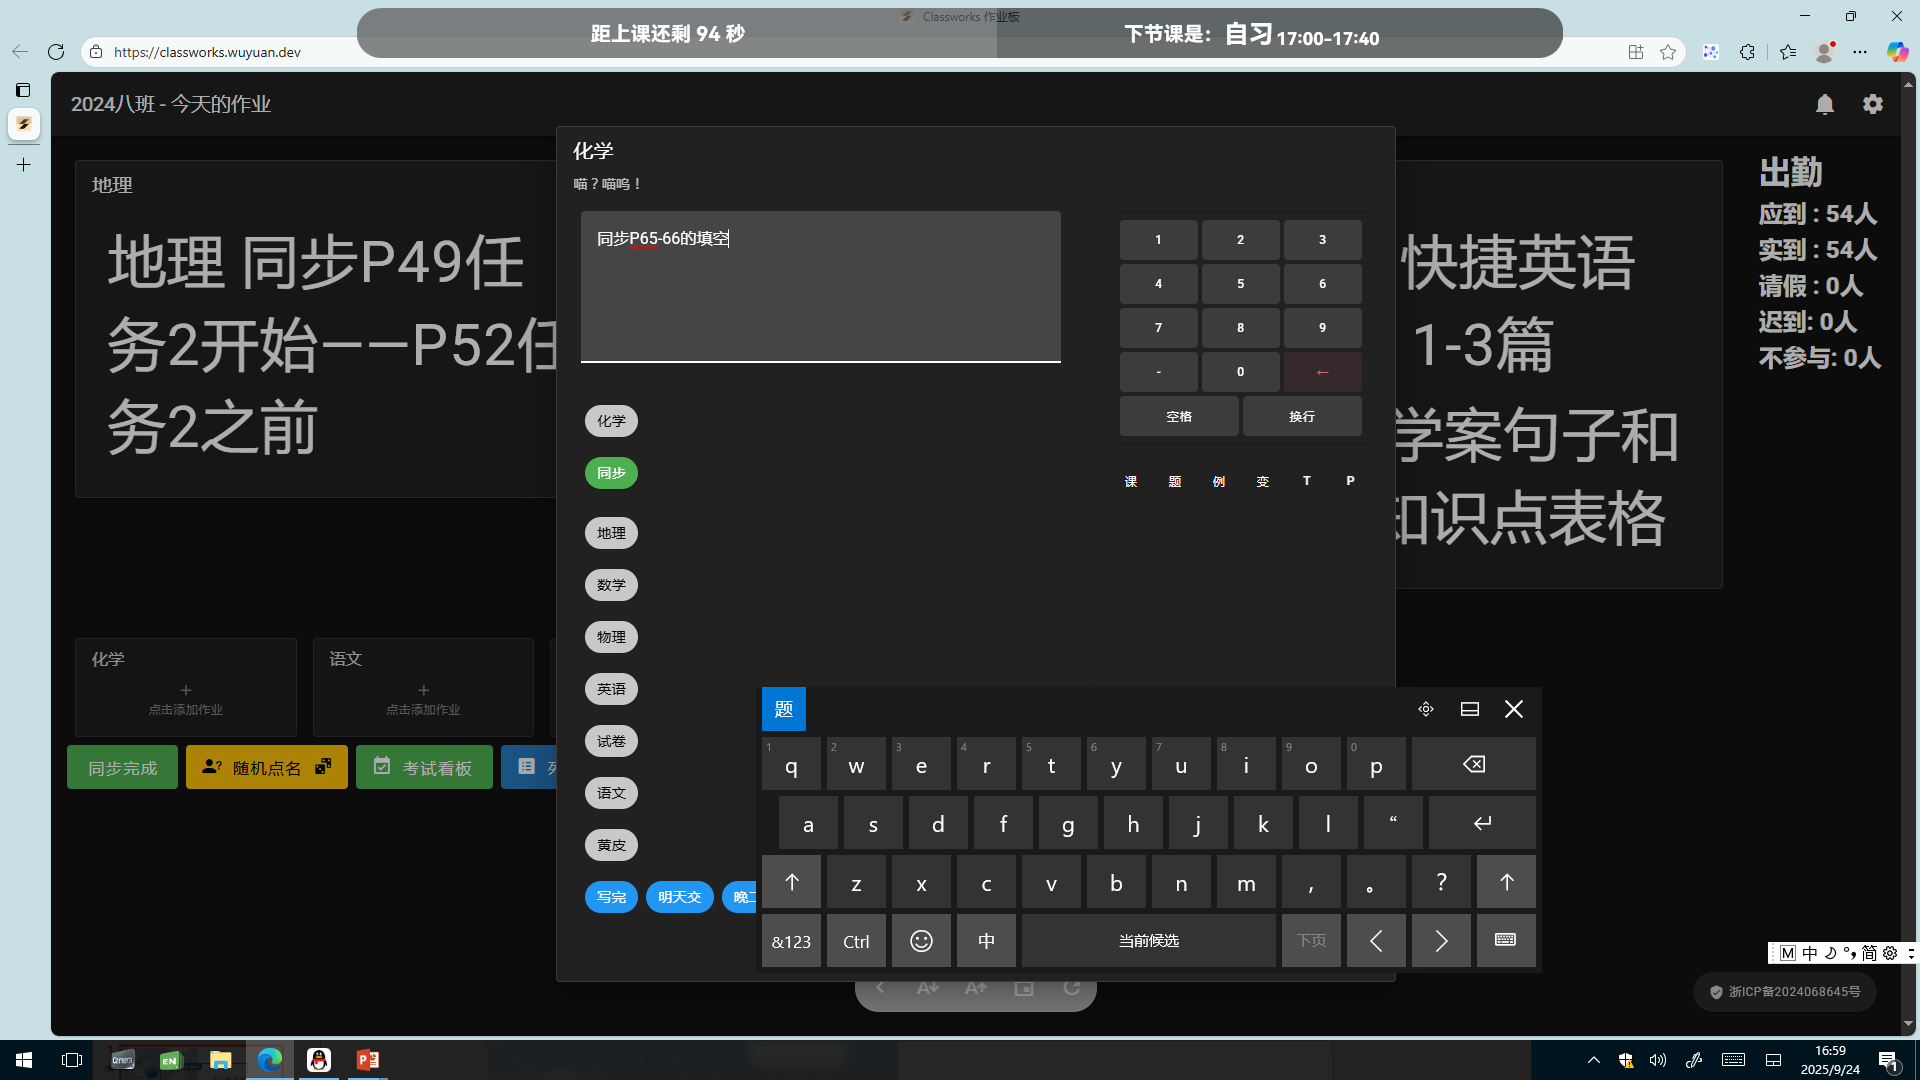 Classworks 作业板
距上课还剩 94 秒
下节课是：自习 17:00-17:40
https://classworks.wuyuan.dev
2024八班 - 今天的作业
地理
地理 同步P49任
务2开始——P52任
务2之前
快捷英语
1-3篇
学案句子和
知识点表格
出勤
应到 : 54人
实到 : 54人
请假 : 0人
迟到: 0人
不参与: 0人
化学
喵？喵呜！
同步P65-66的填空
1 2 3
4 5 6
7 8 9
- 0 ←
空格 换行
课 题 例 变 T P
化学
同步
地理
数学
物理
英语
试卷
语文
黄皮
写完 明天交 晚二
化学
点击添加作业
语文
点击添加作业
同步完成 随机点名 考试看板
题
1 q 2 w 3 e 4 r 5 t 6 y 7 u 8 i 9 o 0 p
a s d f g h j k l “
z x c v b n m , 。 ?
&123 Ctrl 中 当前候选 下页
M 中 简
浙ICP备2024068645号
EN
16:59
2025/9/24
1